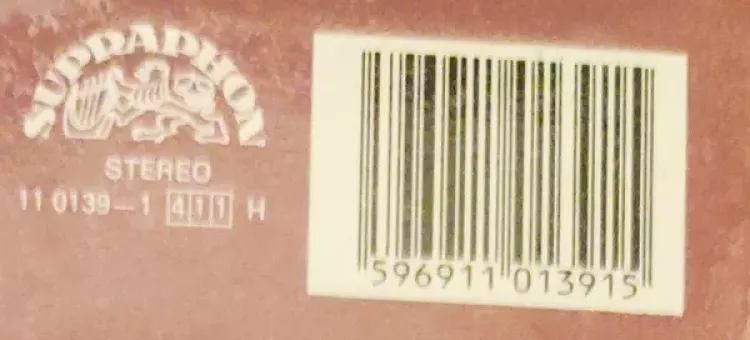 SUPRAPHON
STEREO
11 0139-1 411 H
596911 013915